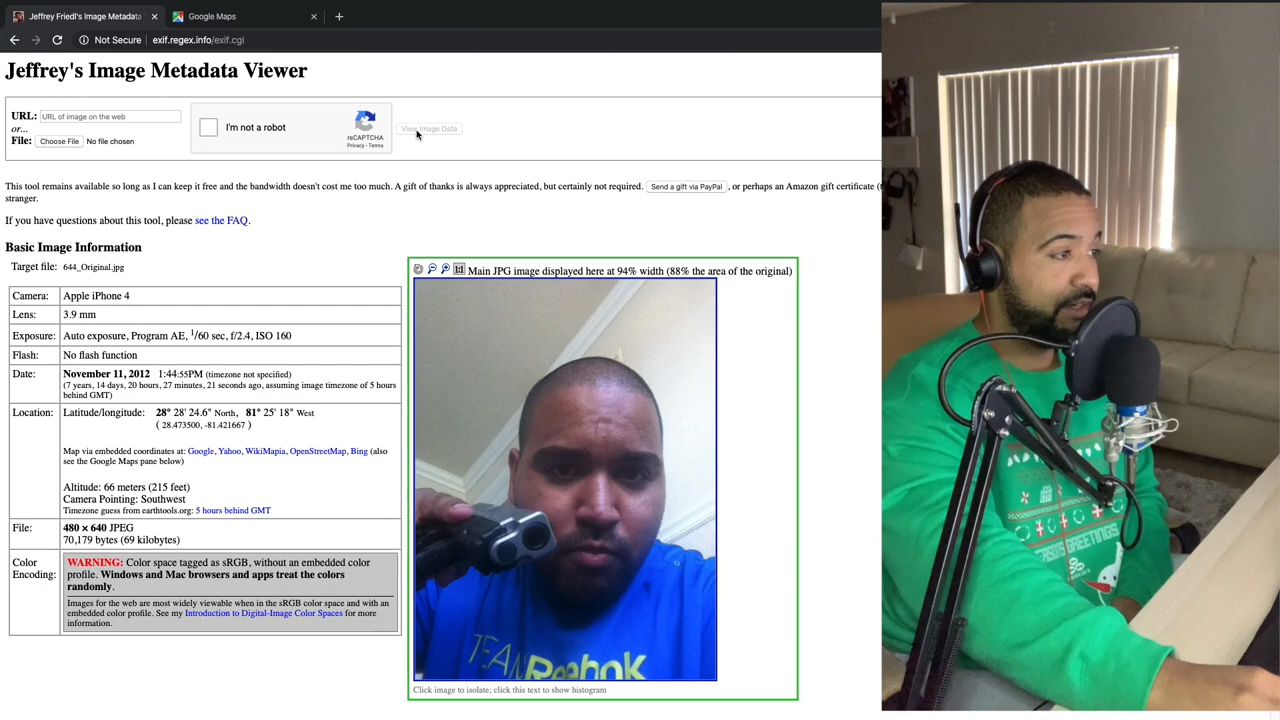 Jeffrey Friedl's Image Metadata
Google Maps
Not Secure
exif.regex.info/exif.cgi
Jeffrey's Image Metadata Viewer
URL: URL of image on the web
or...
File: Choose File No file chosen
I'm not a robot
reCAPTCHA
Privacy - Terms
View Image Data
This tool remains available so long as I can keep it free and the bandwidth doesn't cost me too much. A gift of thanks is always appreciated, but certainly not required. Send a gift via PayPal, or perhaps an Amazon gift certificate (
stranger.
If you have questions about this tool, please see the FAQ.
Basic Image Information
Target file: 644_Original.jpg
Camera: Apple iPhone 4
Lens: 3.9 mm
Exposure: Auto exposure, Program AE, 1/60 sec, f/2.4, ISO 160
Flash: No flash function
Date: November 11, 2012 1:44:55PM (timezone not specified)
(7 years, 14 days, 20 hours, 27 minutes, 21 seconds ago, assuming image timezone of 5 hours
behind GMT)
Location: Latitude/longitude: 28° 28' 24.6" North, 81° 25' 18" West
( 28.473500, -81.421667 )
Map via embedded coordinates at: Google, Yahoo, WikiMapia, OpenStreetMap, Bing (also
see the Google Maps pane below)
Altitude: 66 meters (215 feet)
Camera Pointing: Southwest
Timezone guess from earthtools.org: 5 hours behind GMT
File: 480 × 640 JPEG
70,179 bytes (69 kilobytes)
Color
Encoding:
WARNING: Color space tagged as sRGB, without an embedded color
profile. Windows and Mac browsers and apps treat the colors
randomly.
Images for the web are most widely viewable when in the sRGB color space and with an
embedded color profile. See my Introduction to Digital-Image Color Spaces for more
information.
1:1 Main JPG image displayed here at 94% width (88% the area of the original)
TEAM Reebok
Click image to isolate; click this text to show histogram
GREETINGS